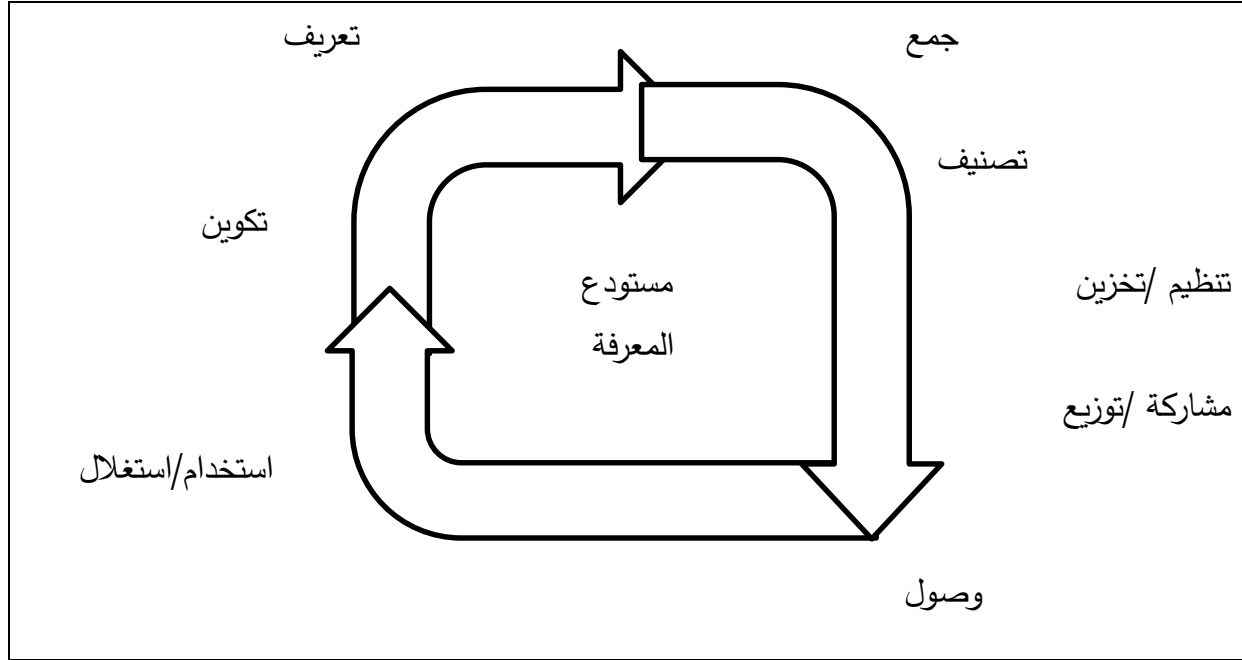 جمع
تعريف
تصنيف
تكوين
تنظيم /تخزين
مستودع
المعرفة
مشاركة /توزيع
استخدام/استغلال
وصول